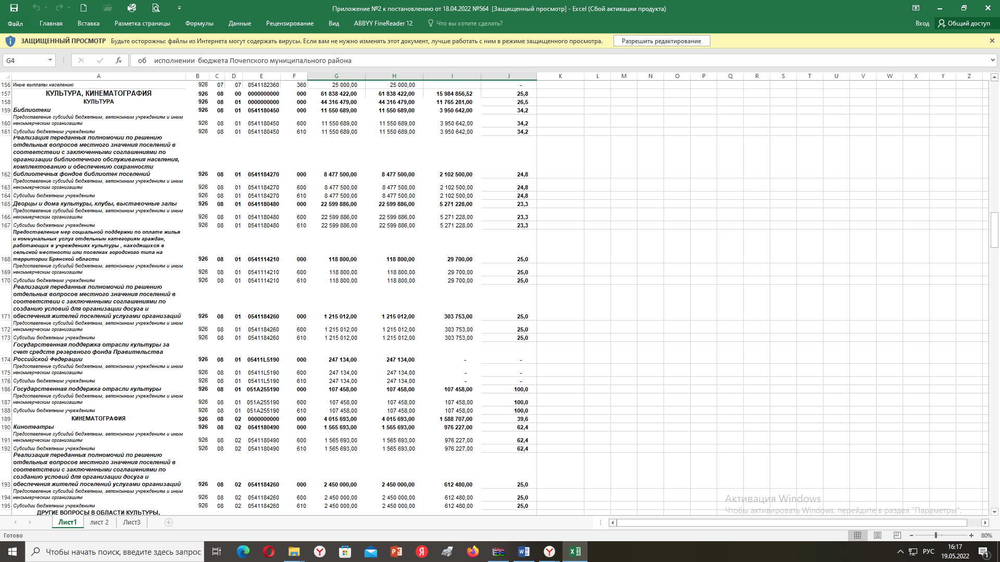 Приложение №2 к постановлению от 18.04.2022 №564 [Защищенный просмотр] - Excel (Сбой активации продукта)
Файл Главная Вставка Разметка страницы Формулы Данные Рецензирование Вид ABBYY FineReader 12 Что вы хотите сделать? Вход Общий доступ
ЗАЩИЩЕННЫЙ ПРОСМОТР Будьте осторожны: файлы из Интернета могут содержать вирусы. Если вам не нужно изменять этот документ, лучше работать с ним в режиме защищенного просмотра. Разрешить редактирование
G4 fx об исполнении бюджета Почепского муниципального района
A B C D E F G H I J K L M N O P Q R S T U V W X Y Z
156 Иные выплаты населению 926 07 07 0541182360 360 25 000,00 25 000,00 -
157 КУЛЬТУРА, КИНЕМАТОГРАФИЯ 926 08 00 0000000000 000 61 838 422,00 61 838 422,00 15 984 856,52 25,8
158 КУЛЬТУРА 926 08 01 0000000000 000 44 316 479,00 44 316 479,00 11 765 281,00 26,5
159 Библиотеки 926 08 01 0541180450 000 11 550 689,00 11 550 689,00 3 950 642,00 34,2
Предоставление субсидий бюджетным, автономным учреждениям и иным
160 некоммерческим организациям 926 08 01 0541180450 600 11 550 689,00 11 550 689,00 3 950 642,00 34,2
161 Субсидии бюджетным учреждениям 926 08 01 0541180450 610 11 550 689,00 11 550 689,00 3 950 642,00 34,2
Реализация переданных полномочий по решению
отдельных вопросов местного значения поселений в
соответствии с заключенными соглашениями по
организации библиотечного обслуживания населения,
комплектованию и обеспечению сохранности
162 библиотечных фондов библиотек поселений 926 08 01 0541184270 000 8 477 500,00 8 477 500,00 2 102 500,00 24,8
Предоставление субсидий бюджетным, автономным учреждениям и иным
163 некоммерческим организациям 926 08 01 0541184270 600 8 477 500,00 8 477 500,00 2 102 500,00 24,8
164 Субсидии бюджетным учреждениям 926 08 01 0541184270 610 8 477 500,00 8 477 500,00 2 102 500,00 24,8
165 Дворцы и дома культуры, клубы, выставочные залы 926 08 01 0541180480 000 22 599 886,00 22 599 886,00 5 271 228,00 23,3
Предоставление субсидий бюджетным, автономным учреждениям и иным
166 некоммерческим организациям 926 08 01 0541180480 600 22 599 886,00 22 599 886,00 5 271 228,00 23,3
167 Субсидии бюджетным учреждениям 926 08 01 0541180480 610 22 599 886,00 22 599 886,00 5 271 228,00 23,3
Предоставление мер социальной поддержки по оплате жилья
и коммунальных услуг отдельным категориям граждан,
работающих в учреждениях культуры , находящихся в
сельской местности или поселках городского типа на
168 территории Брянской области 926 08 01 0541114210 000 118 800,00 118 800,00 29 700,00 25,0
Предоставление субсидий бюджетным, автономным учреждениям и иным
169 некоммерческим организациям 926 08 01 0541114210 600 118 800,00 118 800,00 29 700,00 25,0
170 Субсидии бюджетным учреждениям 926 08 01 0541114210 610 118 800,00 118 800,00 29 700,00 25,0
Реализация переданных полномочий по решению
отдельных вопросов местного значения поселений в
соответствии с заключенными соглашениями по
созданию условий для организации досуга и
171 обеспечения жителей поселений услугами организаций 926 08 01 0541184260 000 1 215 012,00 1 215 012,00 303 753,00 25,0
Предоставление субсидий бюджетным, автономным учреждениям и иным
172 некоммерческим организациям 926 08 01 0541184260 600 1 215 012,00 1 215 012,00 303 753,00 25,0
173 Субсидии бюджетным учреждениям 926 08 01 0541184260 610 1 215 012,00 1 215 012,00 303 753,00 25,0
Государственная поддержка отрасли культуры за
счет средств резервного фонда Правительства
174 Российской Федерации 926 08 01 05411L5190 000 247 134,00 247 134,00 - -
Предоставление субсидий бюджетным, автономным учреждениям и иным
175 некоммерческим организациям 926 08 01 05411L5190 600 247 134,00 247 134,00 - -
176 Субсидии бюджетным учреждениям 926 08 01 05411L5190 610 247 134,00 247 134,00 - -
186 Государственная поддержка отрасли культуры 926 08 01 051A255190 000 107 458,00 107 458,00 107 458,00 100,0
Предоставление субсидий бюджетным, автономным учреждениям и иным
187 некоммерческим организациям 926 08 01 051A255190 600 107 458,00 107 458,00 107 458,00 100,0
188 Субсидии бюджетным учреждениям 926 08 01 051A255190 610 107 458,00 107 458,00 107 458,00 100,0
189 КИНЕМАТОГРАФИЯ 926 08 02 0000000000 000 4 015 693,00 4 015 693,00 1 588 707,00 39,6
190 Кинотеатры 926 08 02 0541180490 000 1 565 693,00 1 565 693,00 976 227,00 62,4
Предоставление субсидий бюджетным, автономным учреждениям и иным
191 некоммерческим организациям 926 08 02 0541180490 600 1 565 693,00 1 565 693,00 976 227,00 62,4
192 Субсидии бюджетным учреждениям 926 08 02 0541180490 610 1 565 693,00 1 565 693,00 976 227,00 62,4
Реализация переданных полномочий по решению
отдельных вопросов местного значения поселений в
соответствии с заключенными соглашениями по
созданию условий для организации досуга и
193 обеспечения жителей поселений услугами организаций 926 08 02 0541184260 000 2 450 000,00 2 450 000,00 612 480,00 25,0
Предоставление субсидий бюджетным, автономным учреждениям и иным
194 некоммерческим организациям 926 08 02 0541184260 600 2 450 000,00 2 450 000,00 612 480,00 25,0
195 Субсидии бюджетным учреждениям 926 08 02 0541184260 610 2 450 000,00 2 450 000,00 612 480,00 25,0
ДРУГИЕ ВОПРОСЫ В ОБЛАСТИ КУЛЬТУРЫ,
Активация Windows
Чтобы активировать Windows, перейдите в раздел "Параметры".
Лист1 лист 2 Лист3
Готово 80%
Чтобы начать поиск, введите здесь запрос РУС 16:17
19.05.2022 1